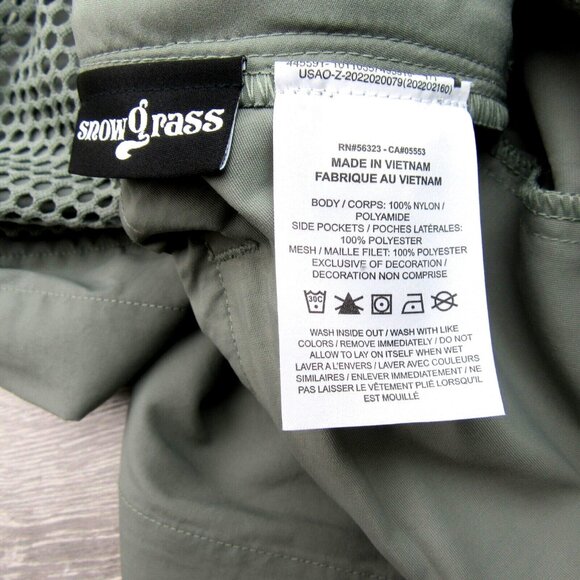 SNOWgRass
USAO-Z-2022020079(202202160)
RN#56323 - CA#05553
MADE IN VIETNAM
FABRIQUE AU VIETNAM
BODY / CORPS: 100% NYLON /
POLYAMIDE
SIDE POCKETS / POCHES LATÉRALES:
100% POLYESTER
MESH / MAILLE FILET: 100% POLYESTER
EXCLUSIVE OF DECORATION /
DECORATION NON COMPRISE
30C
WASH INSIDE OUT / WASH WITH LIKE
COLORS / REMOVE IMMEDIATELY / DO NOT
ALLOW TO LAY ON ITSELF WHEN WET
LAVER A L'ENVERS / LAVER AVEC COULEURS
SIMILAIRES / ENLEVER IMMEDIATEMENT / NE
PAS LAISSER LE VÊTEMENT PLIÉ LORSQU'IL
EST MOUILLÉ